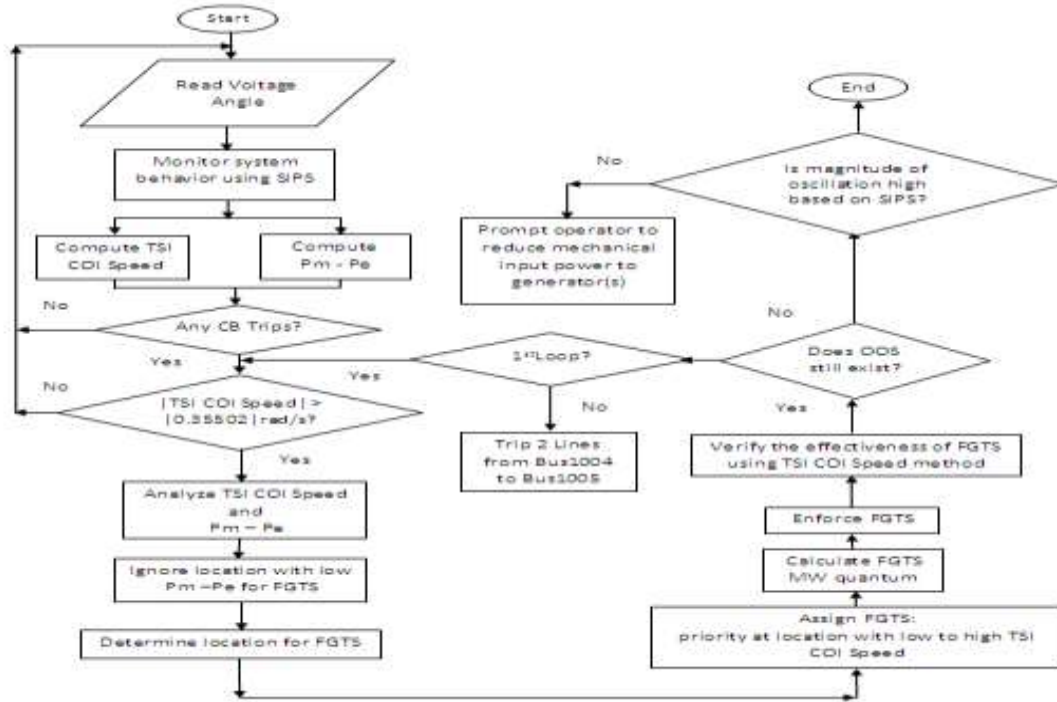 Start
Read Voltage
Angle
Monitor system
behavior using SIPS
Compute TSI
COI Speed
Compute
Pm - Pe
No
Any CB Trips?
Yes
No
|TSI COI Speed| >
|0.35502|rad/s?
Yes
Analyze TSI COI Speed
and
Pm – Pe
Ignore location with low
Pm –Pe for FGTS
Determine location for FGTS
End
No
Is magnitude of
oscillation high
based on SIPS?
Prompt operator to
reduce mechanical
input power to
generator(s)
No
Yes
1st Loop?
Does OOS
still exist?
No
Yes
Trip 2 Lines
from Bus1004
to Bus1005
Verify the effectiveness of FGTS
using TSI COI Speed method
Enforce FGTS
Calculate FGTS
MW quantum
Assign FGTS:
priority at location with low to high TSI
COI Speed